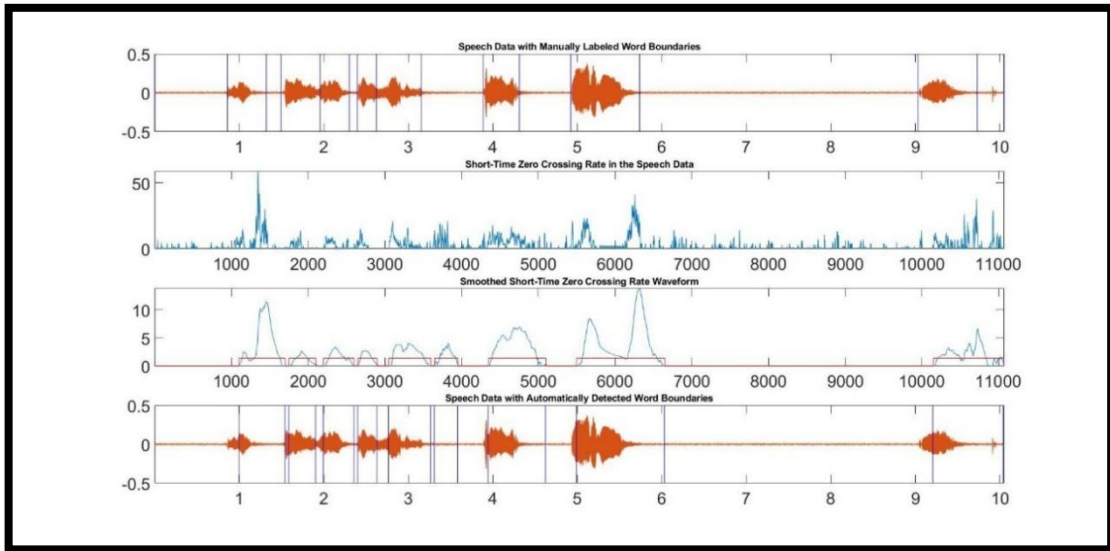 Speech Data with Manually Labeled Word Boundaries
0.5
0
-0.5
1 2 3 4 5 6 7 8 9 10
Short-Time Zero Crossing Rate in the Speech Data
50
0
1000 2000 3000 4000 5000 6000 7000 8000 9000 10000 11000
Smoothed Short-Time Zero Crossing Rate Waveform
10
5
0
1000 2000 3000 4000 5000 6000 7000 8000 9000 10000 11000
Speech Data with Automatically Detected Word Boundaries
0.5
0
-0.5
1 2 3 4 5 6 7 8 9 10